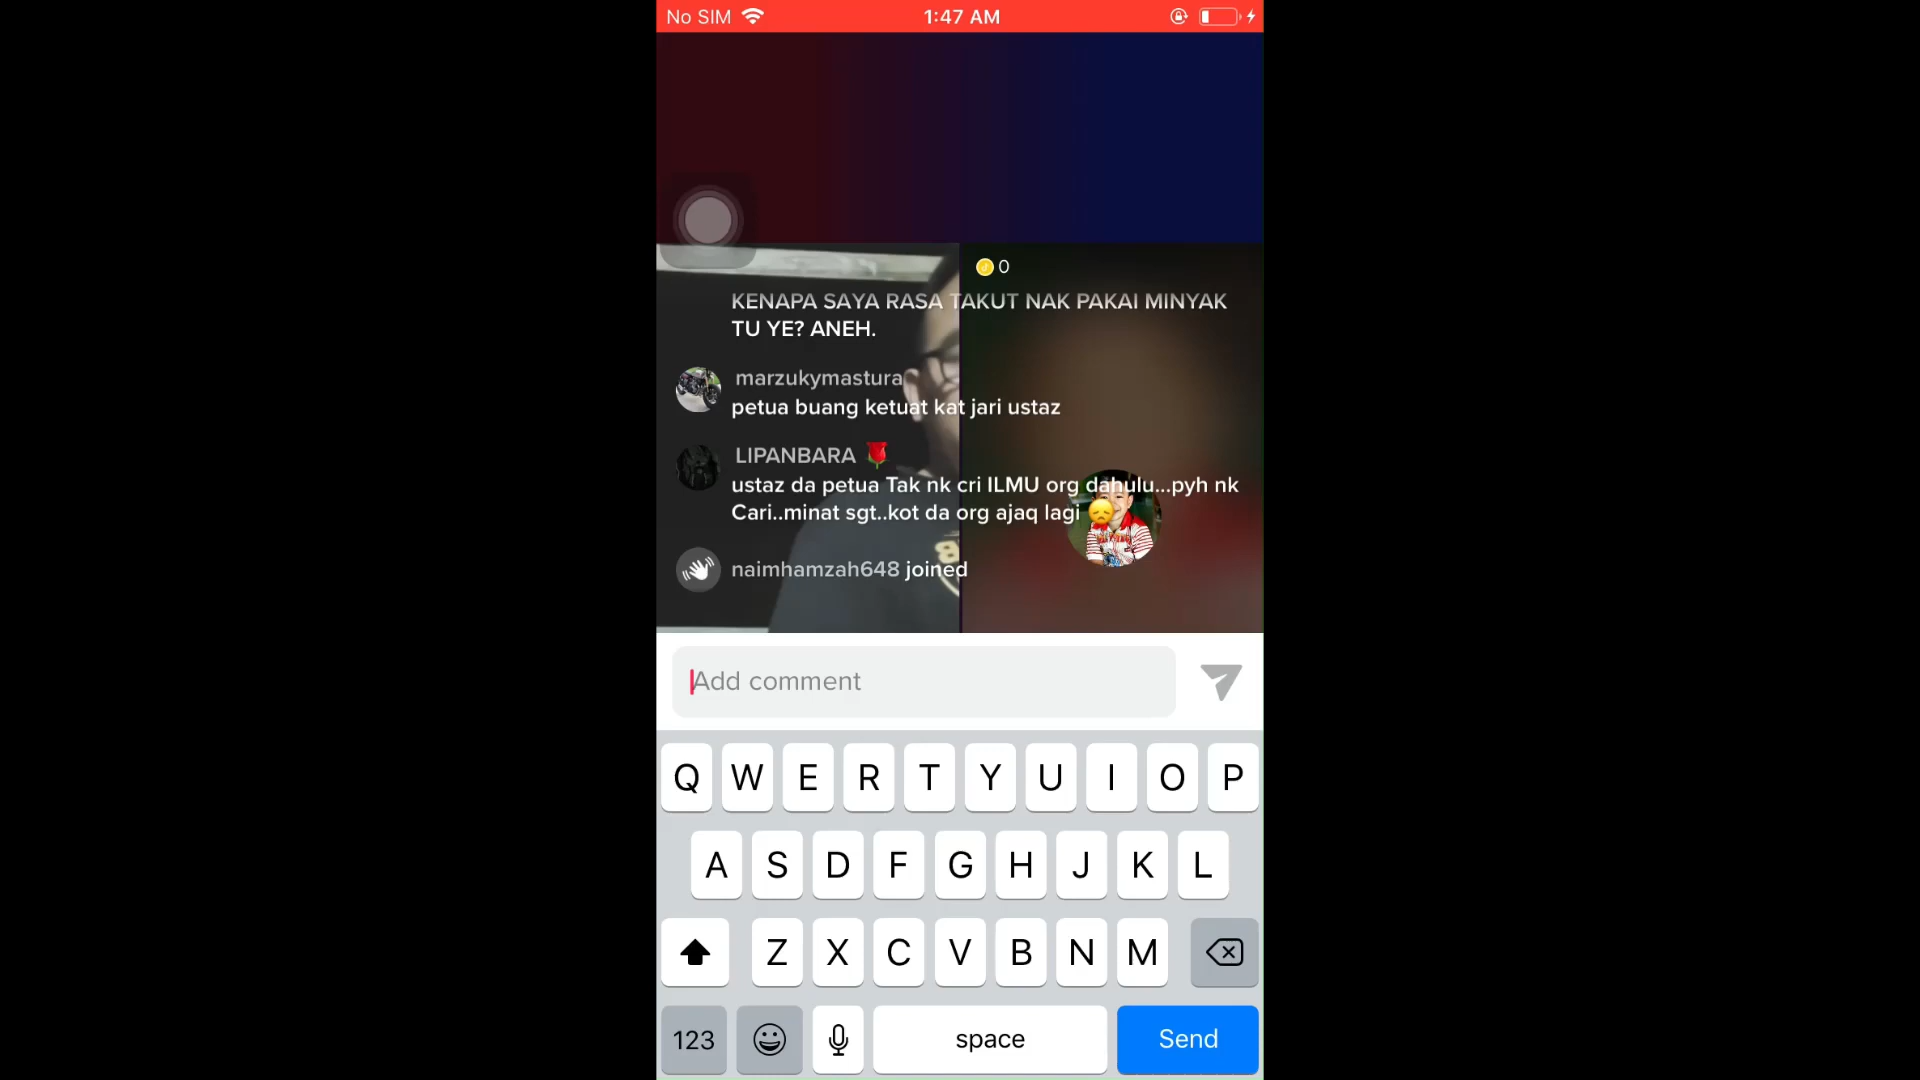 No SIM 1:47 AM
0
KENAPA SAYA RASA TAKUT NAK PAKAI MINYAK
TU YE? ANEH.
marzukymastura
petua buang ketuat kat jari ustaz
LIPANBARA 🌹
ustaz da petua Tak nk cri ILMU org dahulu...pyh nk
Cari..minat sgt..kot da org ajaq lagi 😞
naimhamzah648 joined
Add comment
Q W E R T Y U I O P
A S D F G H J K L
Z X C V B N M
123 space Send